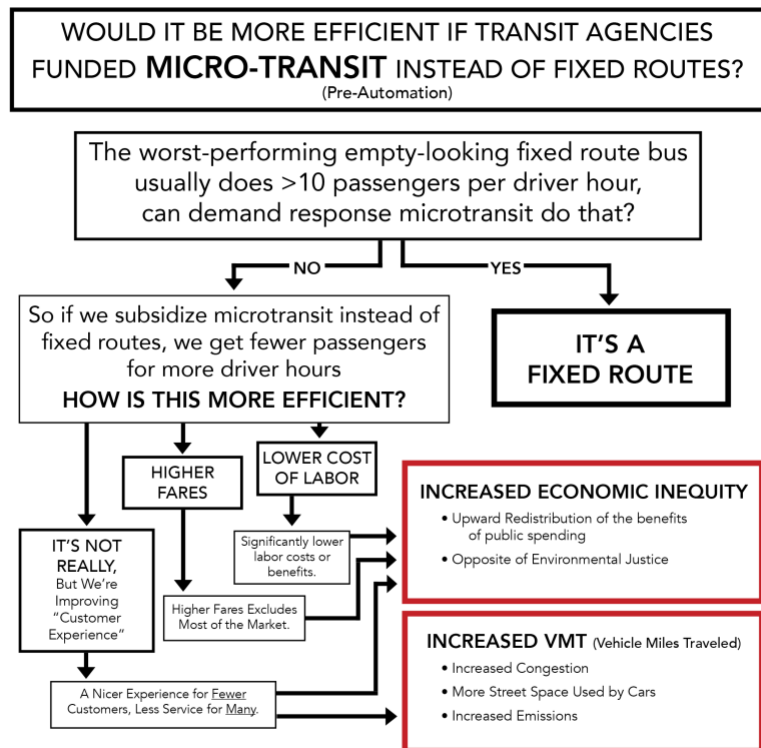 WOULD IT BE MORE EFFICIENT IF TRANSIT AGENCIES
FUNDED MICRO-TRANSIT INSTEAD OF FIXED ROUTES?
(Pre-Automation)
The worst-performing empty-looking fixed route bus
usually does >10 passengers per driver hour,
can demand response microtransit do that?
NO
YES
So if we subsidize microtransit instead of
fixed routes, we get fewer passengers
for more driver hours
HOW IS THIS MORE EFFICIENT?
IT'S A
FIXED ROUTE
IT'S NOT
REALLY,
But We're
Improving
"Customer
Experience"
HIGHER
FARES
LOWER COST
OF LABOR
Significantly lower
labor costs or
benefits.
Higher Fares Excludes
Most of the Market.
A Nicer Experience for Fewer
Customers, Less Service for Many.
INCREASED ECONOMIC INEQUITY
• Upward Redistribution of the benefits
of public spending
• Opposite of Environmental Justice
INCREASED VMT (Vehicle Miles Traveled)
• Increased Congestion
• More Street Space Used by Cars
• Increased Emissions